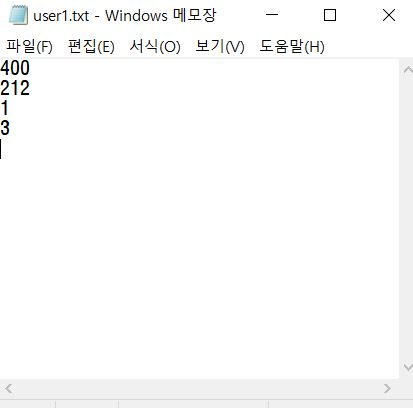 user1.txt - Windows 메모장
파일(F) 편집(E) 서식(O) 보기(V) 도움말(H)
400
212
1
3